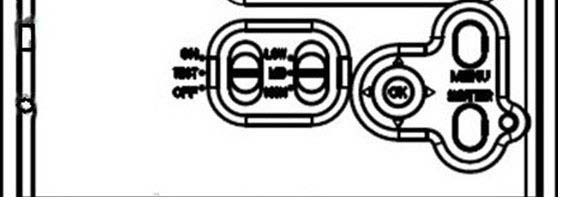 ON LOW
TEST MID
OFF HIGH
OK
MENU